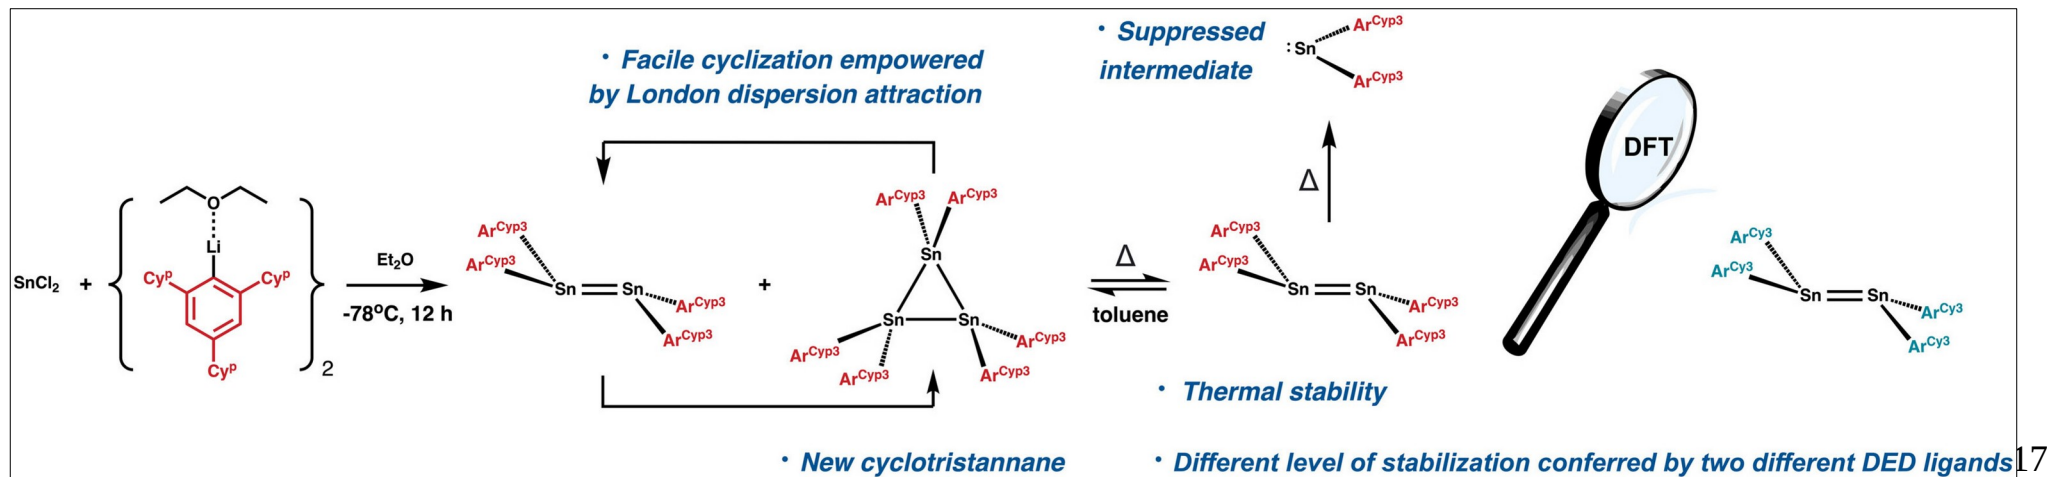 • Facile cyclization empowered
by London dispersion attraction
• Suppressed
intermediate
:Sn
Ar^Cyp3
Ar^Cyp3
Δ
DFT
SnCl₂ +
O
Li
Cy^p
Cy^p
Cy^p
2
Et₂O
-78°C, 12 h
Ar^Cyp3
Ar^Cyp3
Sn
Sn
Ar^Cyp3
Ar^Cyp3
+
Ar^Cyp3
Ar^Cyp3
Sn
Sn
Sn
Ar^Cyp3
Ar^Cyp3
Ar^Cyp3
Ar^Cyp3
Δ
toluene
Ar^Cyp3
Ar^Cyp3
Sn
Sn
Ar^Cyp3
Ar^Cyp3
Ar^Cy3
Ar^Cy3
Sn
Sn
Ar^Cy3
Ar^Cy3
• Thermal stability
• New cyclotristannane
• Different level of stabilization conferred by two different DED ligands
17